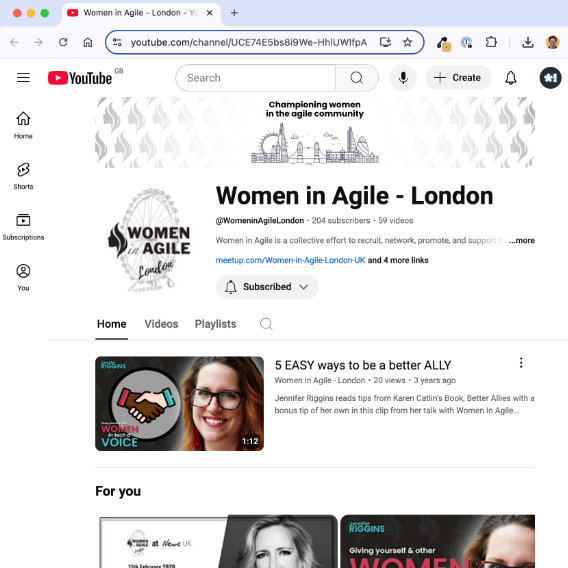 Women in Agile - London - Yo
youtube.com/channel/UCE74E5bs8i9We-HhlUWlfpA
YouTube GB
Search
Create
Home
Shorts
Subscriptions
You
Championing women
in the agile community
WOMEN
in AGILE
London
Women in Agile - London
@WomeninAgileLondon • 204 subscribers • 59 videos
Women in Agile is a collective effort to recruit, network, promote, and support ...more
meetup.com/Women-in-Agile-London-UK and 4 more links
Subscribed
Home Videos Playlists
Jennifer
RIGGINS
Giving yourself & other
WOMEN
in tech a
VOICE
1:12
5 EASY ways to be a better ALLY
Women in Agile - London • 20 views • 3 years ago
Jennifer Riggins reads tips from Karen Catlin's Book, Better Allies with a
bonus tip of her own in this clip from her talk with Women In Agile...
For you
WOMEN
in AGILE
London
at News UK
11th February 2020
Jennifer
RIGGINS
Giving yourself & other
WOMEN